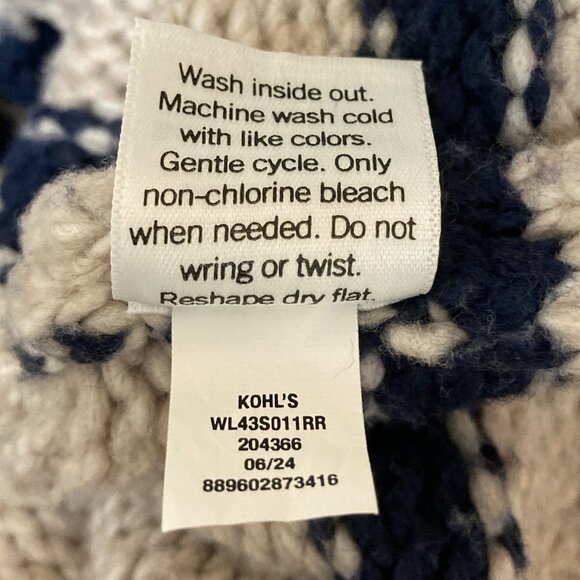 Wash inside out.
Machine wash cold
with like colors.
Gentle cycle. Only
non-chlorine bleach
when needed. Do not
wring or twist.
Reshape dry flat.
KOHL'S
WL43S011RR
204366
06/24
889602873416